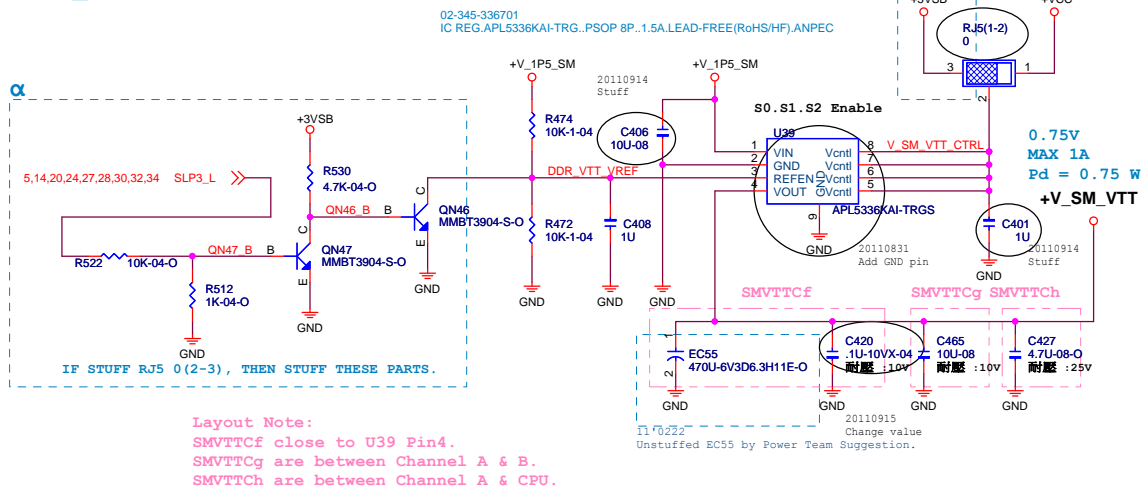 02-345-336701
IC REG.APL5336KAI-TRG..PSOP 8P..1.5A.LEAD-FREE(RoHS/HF).ANPEC
+3VSB
+VCC
RJ5(1-2)
0
3
1
2
α
+3VSB
R530
4.7K-04-O
5,14,20,24,27,28,30,32,34 SLP3_L
QN46_B
B
C
E
QN46
MMBT3904-S-O
GND
QN47_B
B
C
E
QN47
MMBT3904-S-O
GND
R522
10K-04-O
R512
1K-04-O
GND
IF STUFF RJ5 0(2-3), THEN STUFF THESE PARTS.
+V_1P5_SM
R474
10K-1-04
20110914
Stuff
C406
10U-08
+V_1P5_SM
DDR_VTT_VREF
R472
10K-1-04
GND
C408
1U
GND
GND
S0.S1.S2 Enable
U39
1 VIN Vcntl 8
2 GND Vcntl 7
3 REFEN Vcntl 6
4 VOUT Vcntl 5
GND
9
APL5336KAI-TRGS
GND
20110831
Add GND pin
V_SM_VTT_CTRL
0.75V
MAX 1A
Pd = 0.75 W
+V_SM_VTT
C401
1U
20110914
Stuff
GND
SMVTTCf
SMVTTCg
SMVTTCh
1
2
EC55
470U-6V3D6.3H11E-O
GND
C420
.1U-10VX-04
耐壓 :10V
GND
C465
10U-08
耐壓 :10V
GND
C427
4.7U-08-O
耐壓 :25V
GND
20110915
Change value
11'0222
Unstuffed EC55 by Power Team Suggestion.
Layout Note:
SMVTTCf close to U39 Pin4.
SMVTTCg are between Channel A & B.
SMVTTCh are between Channel A & CPU.